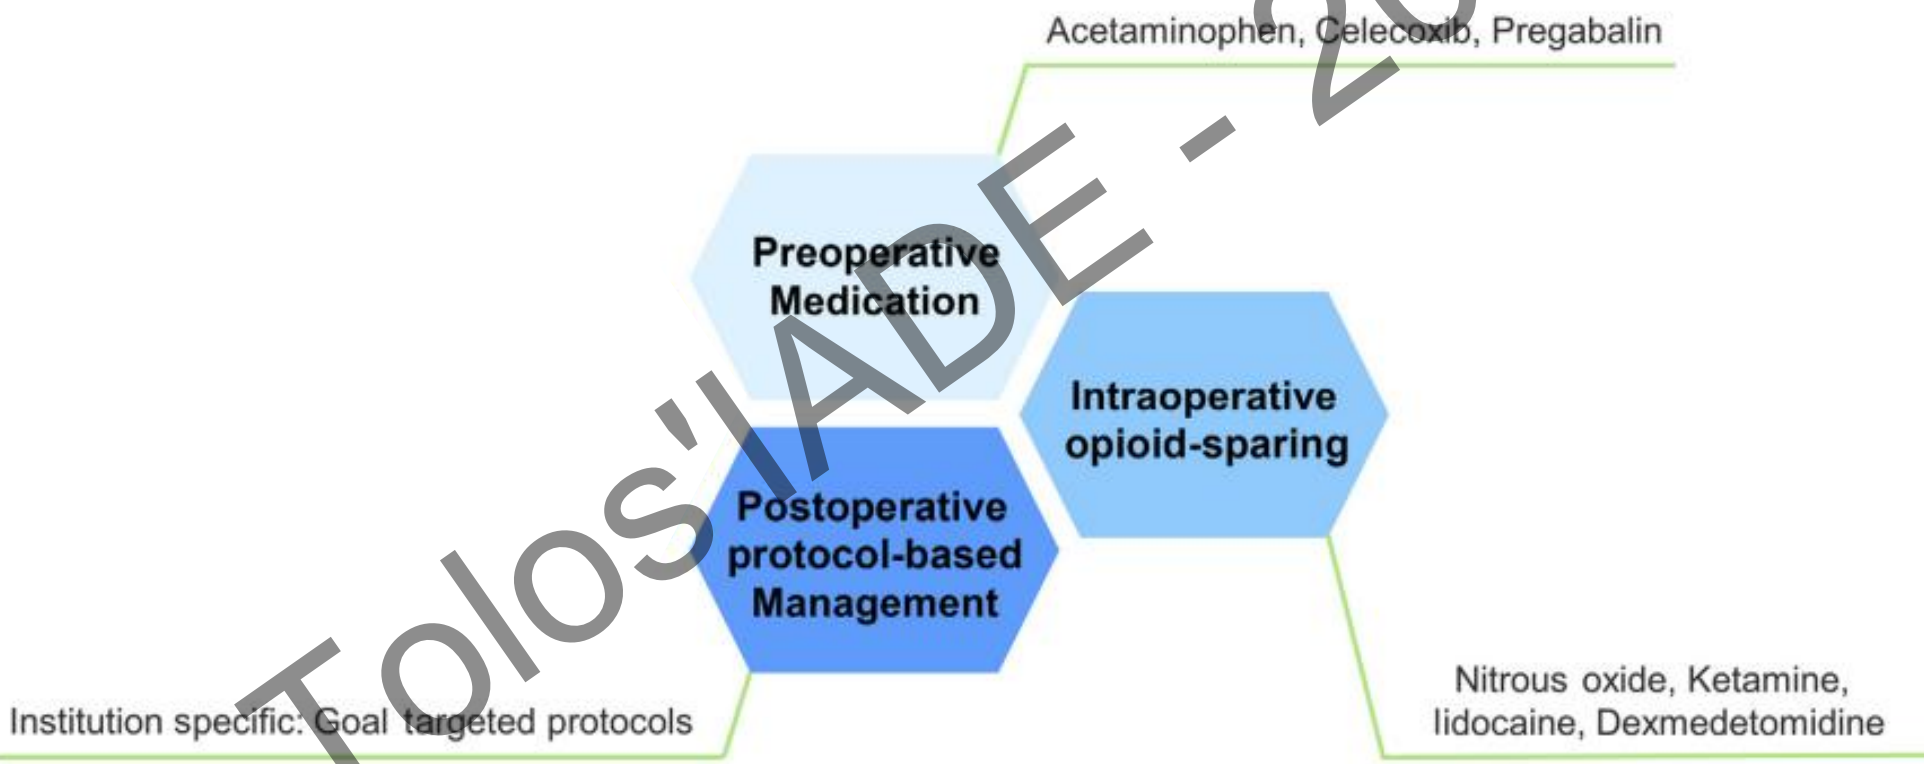 Acetaminophen, Celecoxib, Pregabalin
Preoperative
Medication
Intraoperative
opioid-sparing
Postoperative
protocol-based
Management
Nitrous oxide, Ketamine,
lidocaine, Dexmedetomidine
Institution specific: Goal targeted protocols
Tolos'IADE - 20